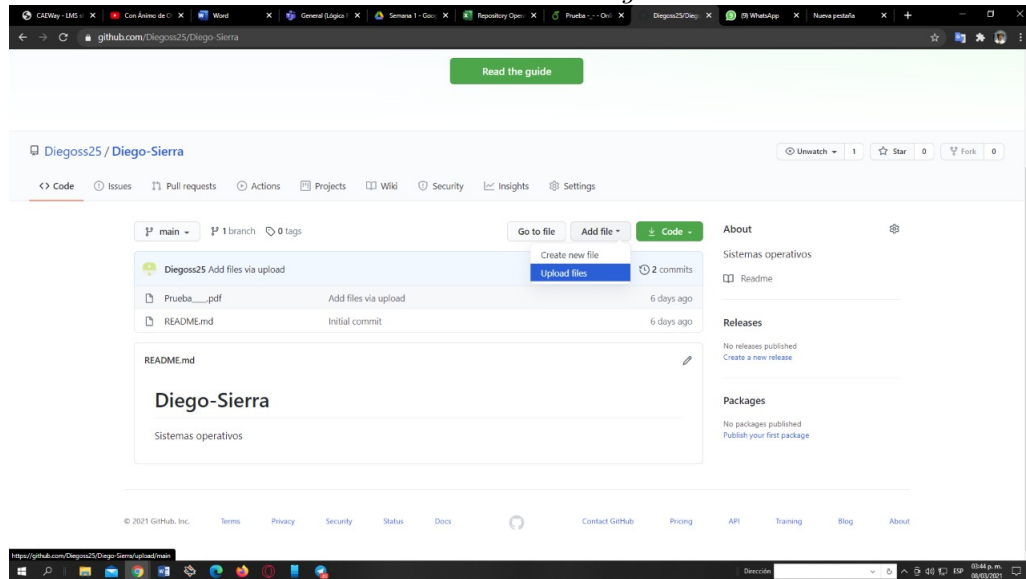 CAEWay - LMS si
Con Ánimo de O
Word
General (Lógica
Semana 1 - Goo
Repository Open
Prueba -,- - Onli
Diegoss25/Dieg
(9) WhatsApp
Nueva pestaña
github.com/Diegoss25/Diego-Sierra
Read the guide
Diegoss25 / Diego-Sierra
Unwatch 1 Star 0 Fork 0
<> Code Issues Pull requests Actions Projects Wiki Security Insights Settings
main 1 branch 0 tags Go to file Add file Code
Create new file
Upload files
Diegoss25 Add files via upload 2 commits
Prueba___.pdf Add files via upload 6 days ago
README.md Initial commit 6 days ago
README.md
Diego-Sierra
Sistemas operativos
About
Sistemas operativos
Readme
Releases
No releases published
Create a new release
Packages
No packages published
Publish your first package
© 2021 GitHub, Inc. Terms Privacy Security Status Docs Contact GitHub Pricing API Training Blog About
https://github.com/Diegoss25/Diego-Sierra/upload/main
Dirección
ESP
03:44 p. m.
08/03/2021